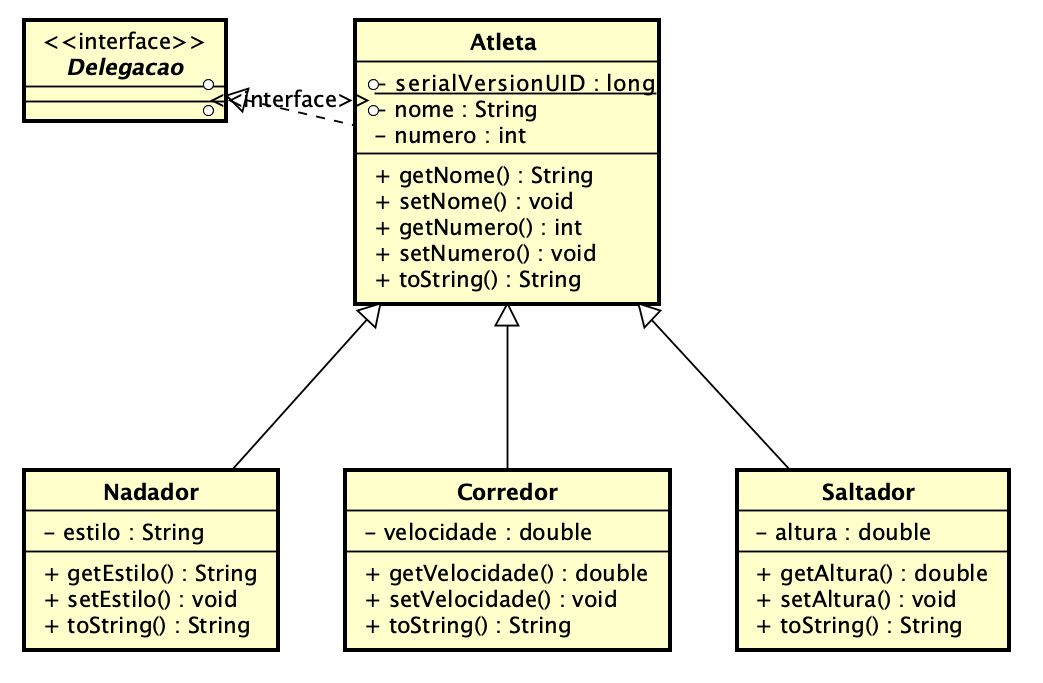 <<interface>>
Delegacao
<<interface>>
Atleta
- serialVersionUID : long
- nome : String
- numero : int
+ getNome() : String
+ setNome() : void
+ getNumero() : int
+ setNumero() : void
+ toString() : String
Nadador
- estilo : String
+ getEstilo() : String
+ setEstilo() : void
+ toString() : String
Corredor
- velocidade : double
+ getVelocidade() : double
+ setVelocidade() : void
+ toString() : String
Saltador
- altura : double
+ getAltura() : double
+ setAltura() : void
+ toString() : String